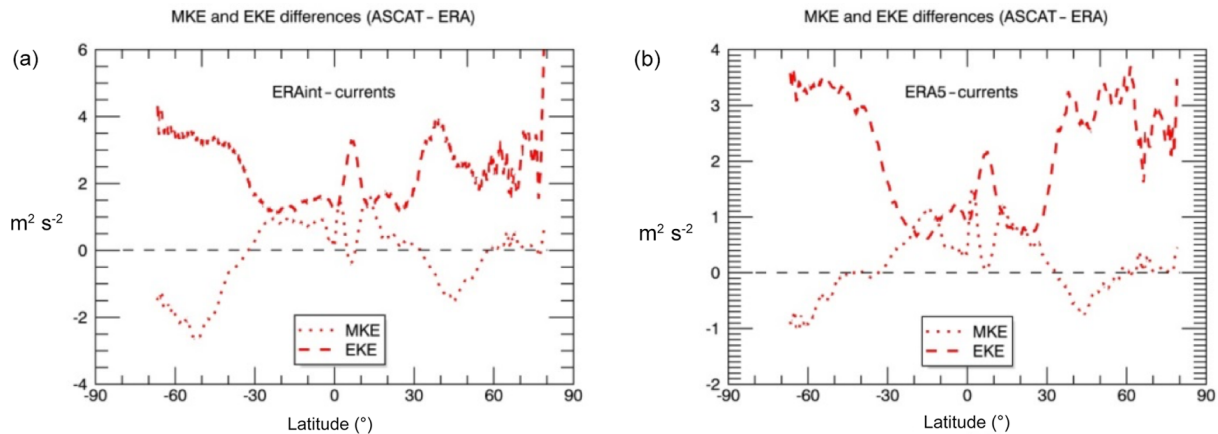 MKE and EKE differences (ASCAT – ERA)
(a)
6
4
2
0
-2
-4
m² s⁻²
ERAint – currents
MKE
EKE
-90 -60 -30 0 30 60 90
Latitude (°)
MKE and EKE differences (ASCAT – ERA)
(b)
4
3
2
1
0
-1
-2
m² s⁻²
ERA5 – currents
MKE
EKE
-90 -60 -30 0 30 60 90
Latitude (°)